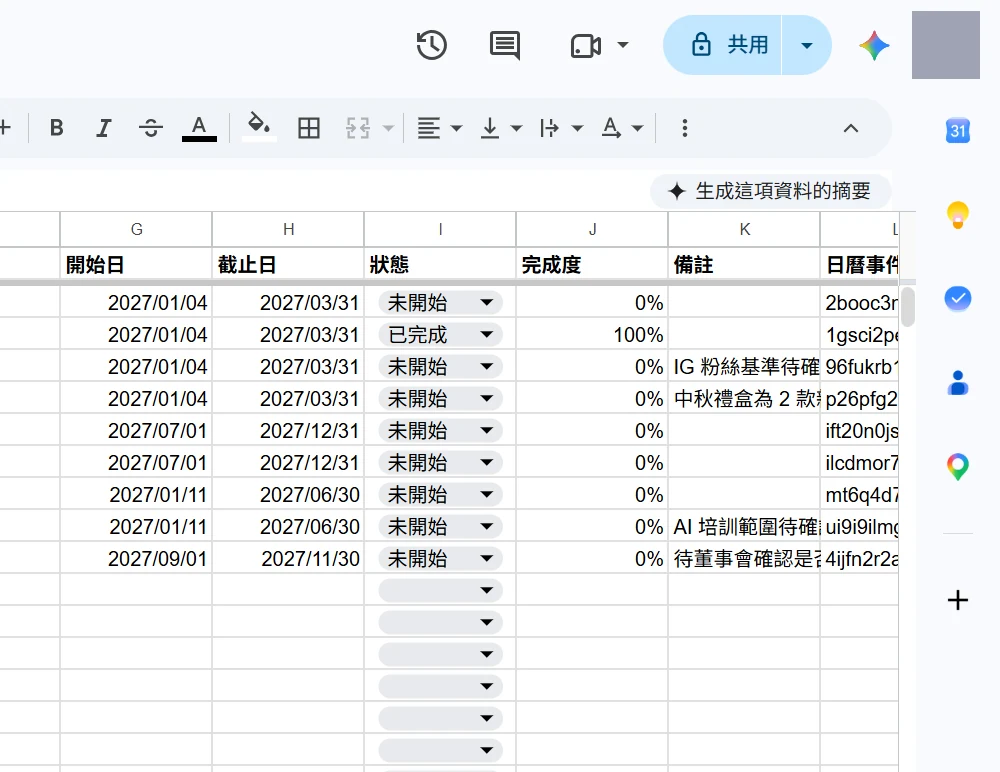 共用
B I S A A
31
生成這項資料的摘要
G H I J K L
開始日 截止日 狀態 完成度 備註 日曆事件
2027/01/04 2027/03/31 未開始 0% 2booc3
2027/01/04 2027/03/31 已完成 100% 1gsci2p
2027/01/04 2027/03/31 未開始 0% IG 粉絲基準待確 96fukrb
2027/01/04 2027/03/31 未開始 0% 中秋禮盒為 2 款 p26pfg2
2027/07/01 2027/12/31 未開始 0% ift20n0js
2027/07/01 2027/12/31 未開始 0% ilcdmor7
2027/01/11 2027/06/30 未開始 0% mt6q4d7
2027/01/11 2027/06/30 未開始 0% AI 培訓範圍待確 ui9i9ilm
2027/09/01 2027/11/30 未開始 0% 待董事會確認是否 4ijfn2r2a